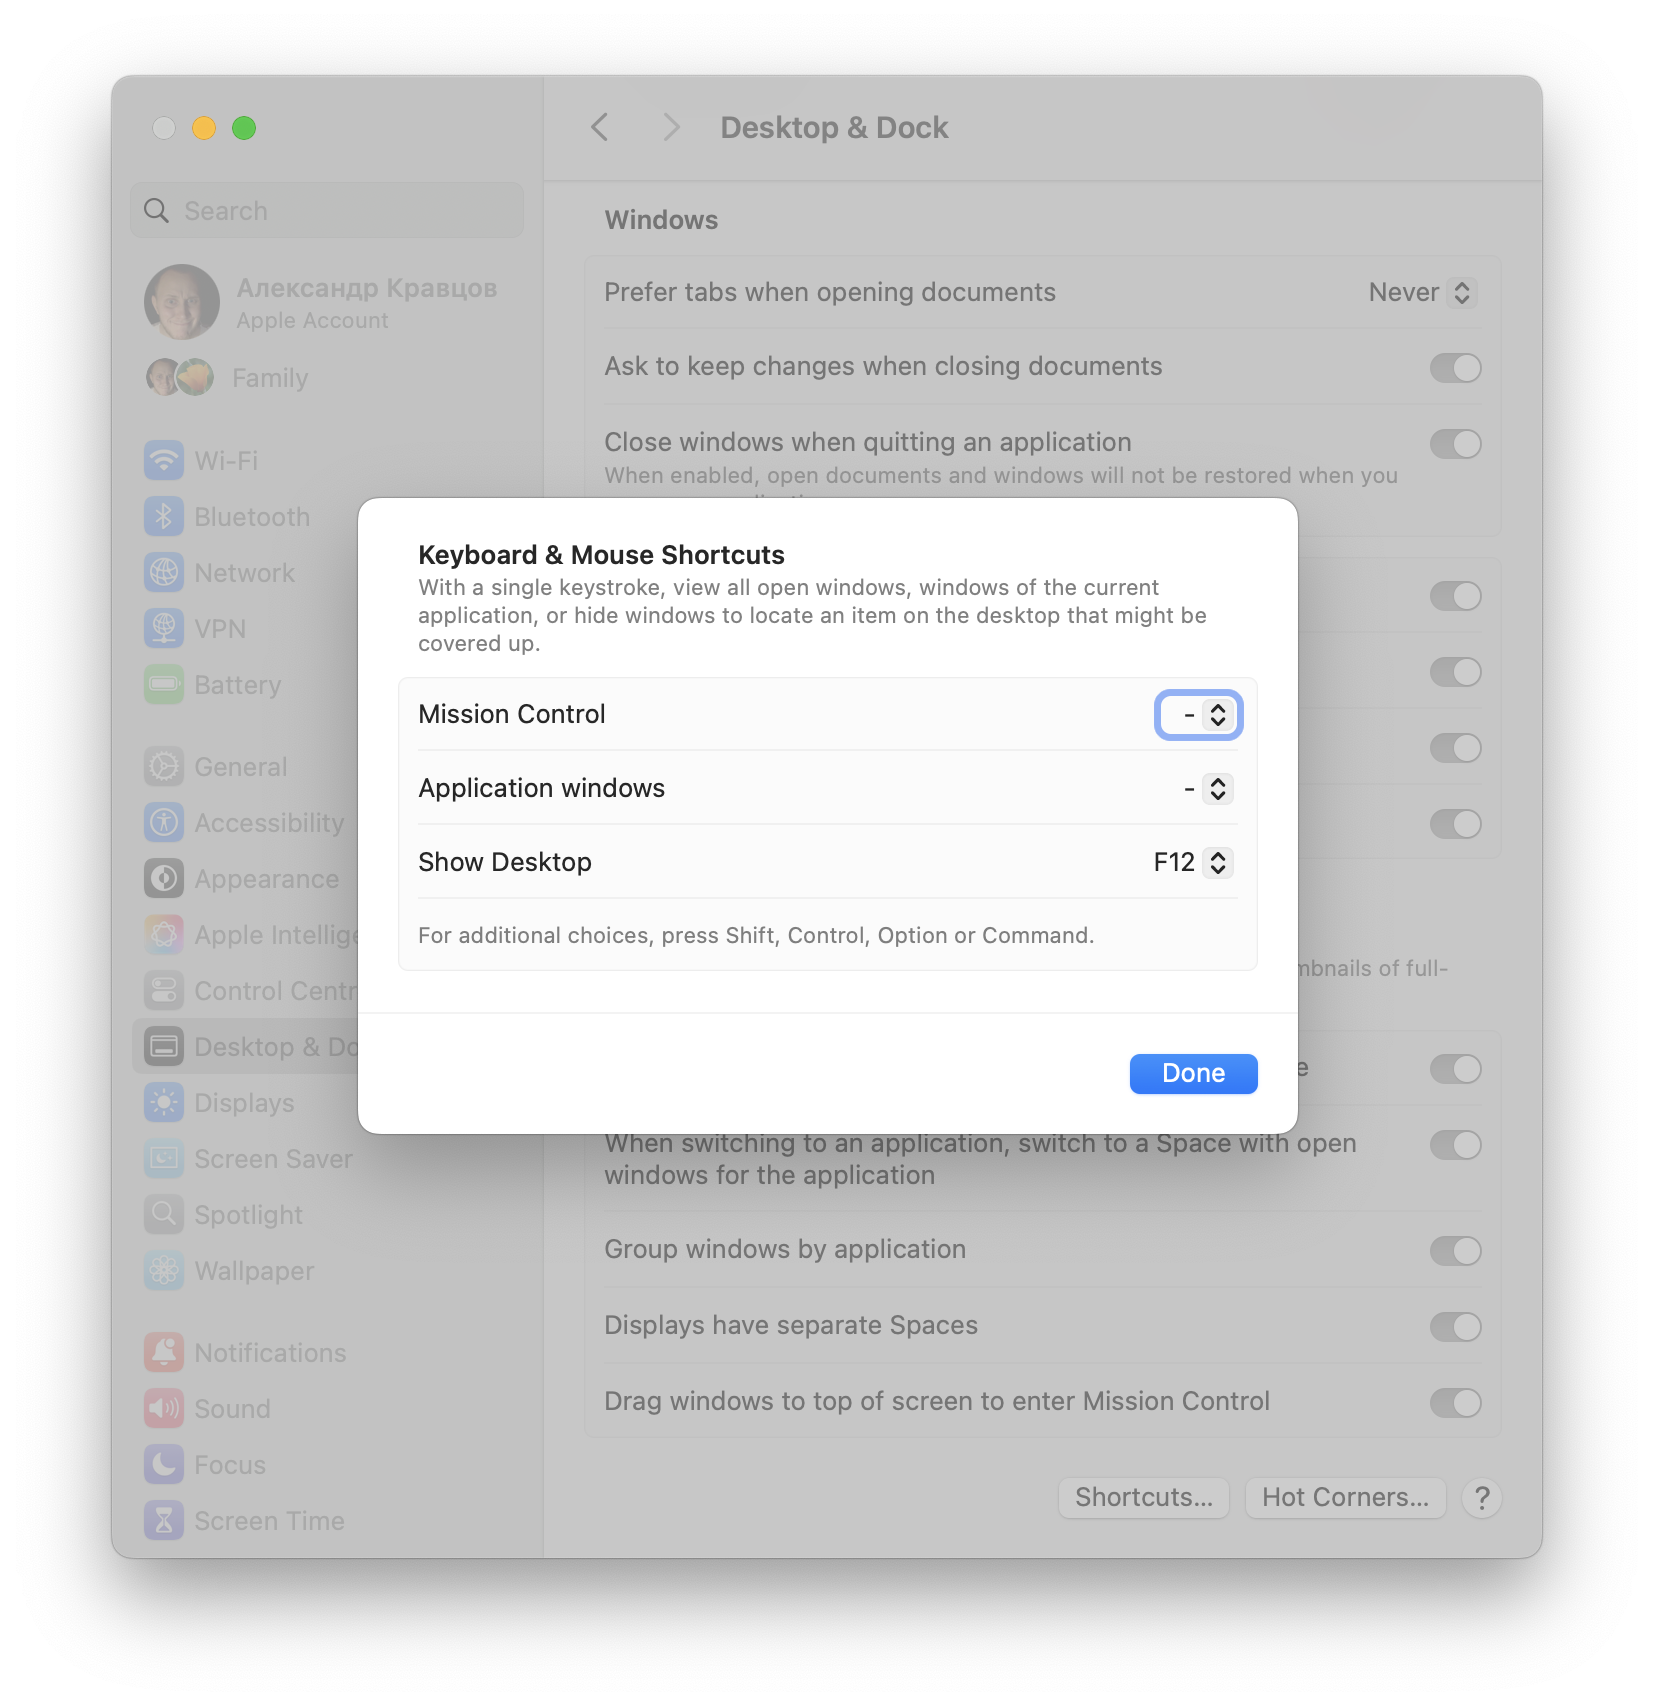 Desktop & Dock
Search
Александр Кравцов
Apple Account
Family
Wi-Fi
Bluetooth
Network
VPN
Battery
General
Accessibility
Appearance
Apple Intellige
Control Centr
Desktop & Do
Displays
Screen Saver
Spotlight
Wallpaper
Notifications
Sound
Focus
Screen Time
Windows
Prefer tabs when opening documents
Never
Ask to keep changes when closing documents
Close windows when quitting an application
When enabled, open documents and windows will not be restored when you
Keyboard & Mouse Shortcuts
With a single keystroke, view all open windows, windows of the current
application, or hide windows to locate an item on the desktop that might be
covered up.
Mission Control
-
Application windows
-
Show Desktop
F12
For additional choices, press Shift, Control, Option or Command.
Done
mbnails of full-
e
When switching to an application, switch to a Space with open
windows for the application
Group windows by application
Displays have separate Spaces
Drag windows to top of screen to enter Mission Control
Shortcuts...
Hot Corners...
?